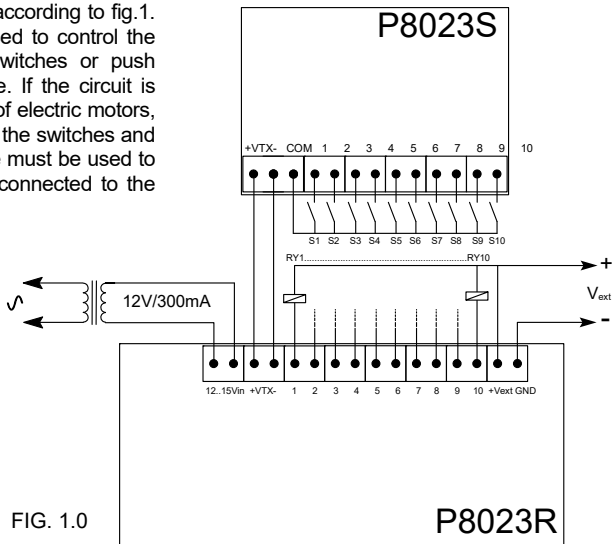 according to fig.1.
ed to control the
witches or push
e. If the circuit is
of electric motors,
the switches and
e must be used to
connected to the
P8023S
+VTX- COM 1 2 3 4 5 6 7 8 9 10
S1 S2 S3 S4 S5 S6 S7 S8 S9 S10
RY1 RY10
+
12V/300mA
Vext
-
12..15Vin +VTX- 1 2 3 4 5 6 7 8 9 10 +Vext GND
FIG. 1.0
P8023R